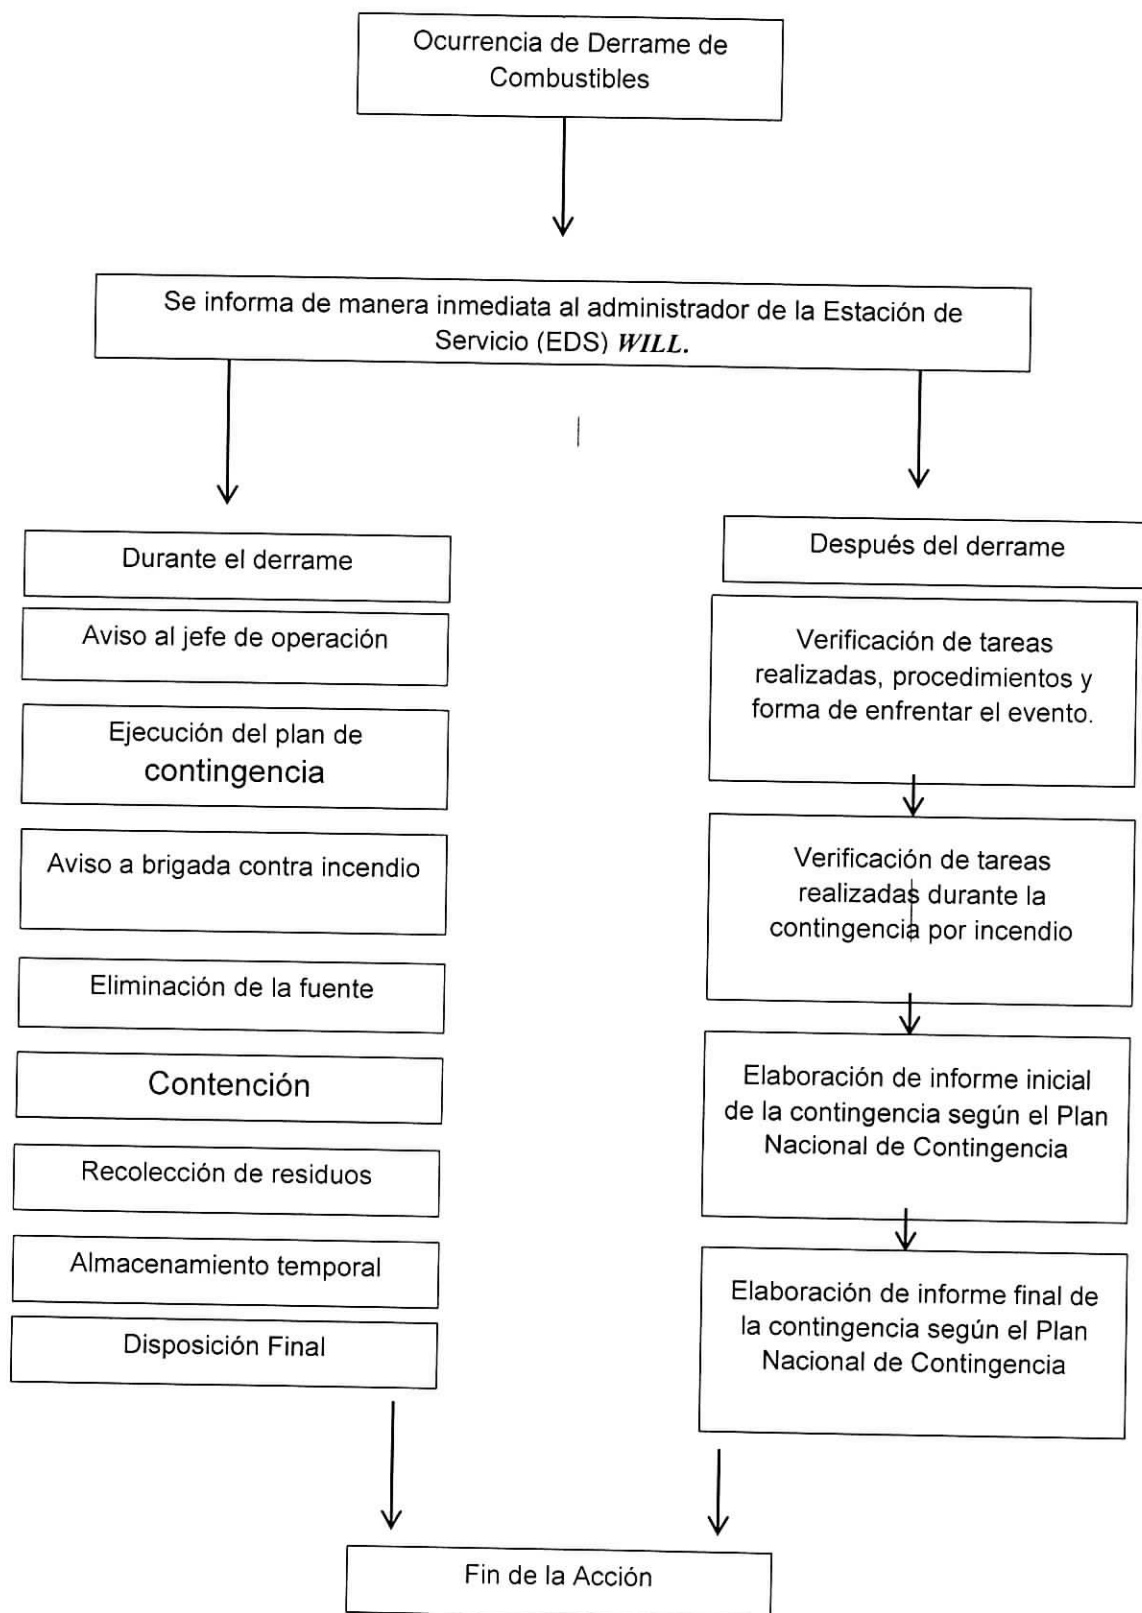 Ocurrencia de Derrame de
Combustibles
Se informa de manera inmediata al administrador de la Estación de
Servicio (EDS) WILL.
Durante el derrame
Aviso al jefe de operación
Ejecución del plan de
contingencia
Aviso a brigada contra incendio
Eliminación de la fuente
Contención
Recolección de residuos
Almacenamiento temporal
Disposición Final
Después del derrame
Verificación de tareas
realizadas, procedimientos y
forma de enfrentar el evento.
Verificación de tareas
realizadas durante la
contingencia por incendio
Elaboración de informe inicial
de la contingencia según el Plan
Nacional de Contingencia
Elaboración de informe final de
la contingencia según el Plan
Nacional de Contingencia
Fin de la Acción